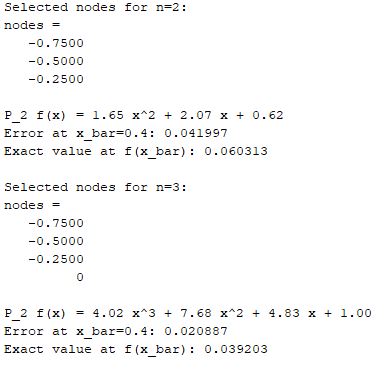 Selected nodes for n=2:
nodes =
-0.7500
-0.5000
-0.2500
P_2 f(x) = 1.65 x^2 + 2.07 x + 0.62
Error at x_bar=0.4: 0.041997
Exact value at f(x_bar): 0.060313
Selected nodes for n=3:
nodes =
-0.7500
-0.5000
-0.2500
0
P_2 f(x) = 4.02 x^3 + 7.68 x^2 + 4.83 x + 1.00
Error at x_bar=0.4: 0.020887
Exact value at f(x_bar): 0.039203